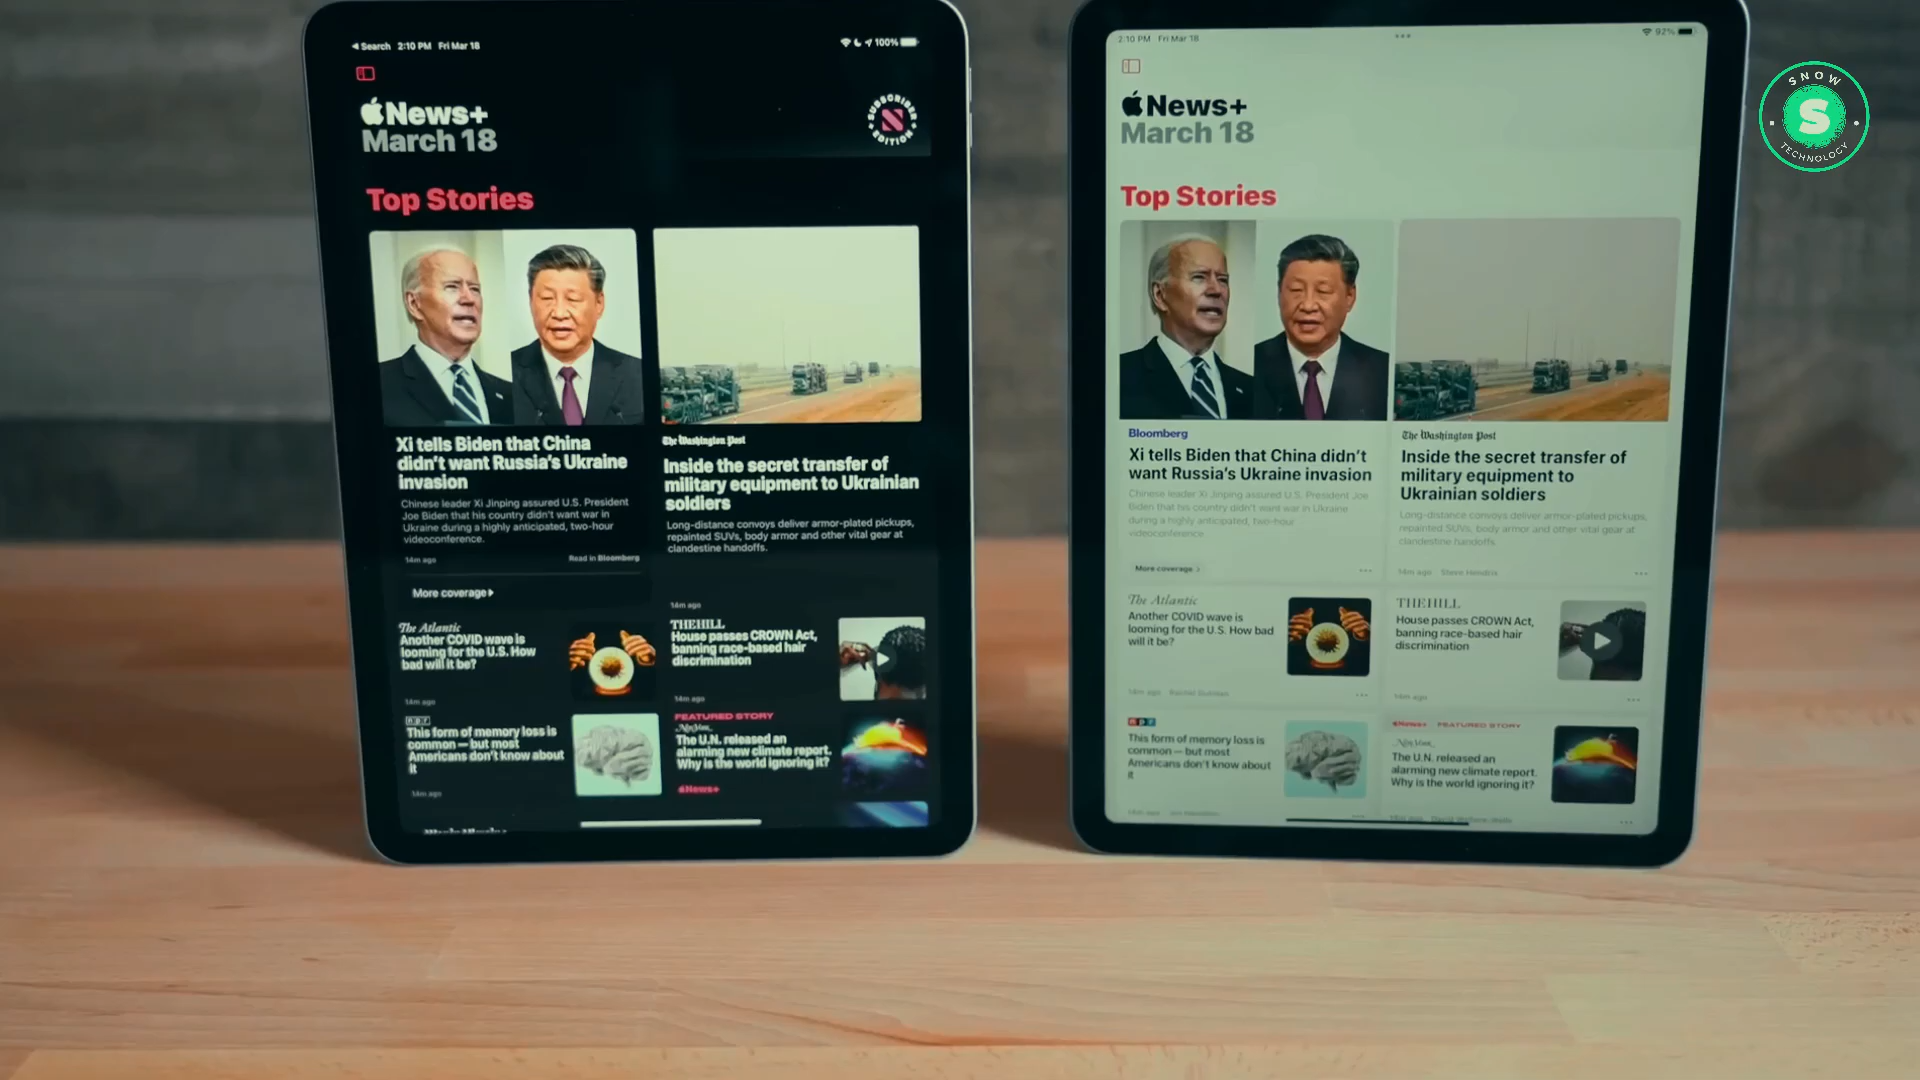 Search 2:10 PM Fri Mar 18
100%
News+
March 18
SUBSCRIBER EDITION
Top Stories
Xi tells Biden that China
didn't want Russia's Ukraine
invasion
Chinese leader Xi Jinping assured U.S. President
Joe Biden that his country didn't want war in
Ukraine during a highly anticipated, two-hour
videoconference.
14m ago Read in Bloomberg
More coverage
The Washington Post
Inside the secret transfer of
military equipment to Ukrainian
soldiers
Long-distance convoys deliver armor-plated pickups,
repainted SUVs, body armor and other vital gear at
clandestine handoffs.
14m ago
The Atlantic
Another COVID wave is
looming for the U.S. How
bad will it be?
14m ago
THE HILL
House passes CROWN Act,
banning race-based hair
discrimination
14m ago
npr
This form of memory loss is
common — but most
Americans don't know about
it
14m ago
FEATURED STORY
The U.N. released an
alarming new climate report.
Why is the world ignoring it?
News+
2:10 PM Fri Mar 18
92%
News+
March 18
Top Stories
Bloomberg
Xi tells Biden that China didn't
want Russia's Ukraine invasion
Chinese leader Xi Jinping assured U.S. President Joe
Biden that his country didn't want war in Ukraine
during a highly anticipated, two-hour
videoconference.
More coverage
The Washington Post
Inside the secret transfer of
military equipment to
Ukrainian soldiers
Long-distance convoys deliver armor-plated pickups,
repainted SUVs, body armor and other vital gear at
clandestine handoffs.
14m ago Steve Hendrix
The Atlantic
Another COVID wave is
looming for the U.S. How bad
will it be?
14m ago
THE HILL
House passes CROWN Act,
banning race-based hair
discrimination
14m ago
npr
This form of memory loss is
common — but most
Americans don't know about
it
News+ FEATURED STORY
The U.N. released an
alarming new climate report.
Why is the world ignoring it?
SNOW
S
TECHNOLOGY